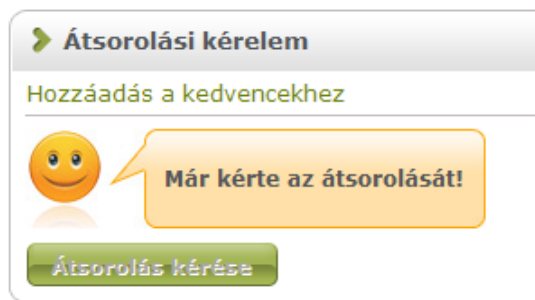 Átsorolási kérelem
Hozzáadás a kedvencekhez
Már kérte az átsorolását!
Átsorolás kérése